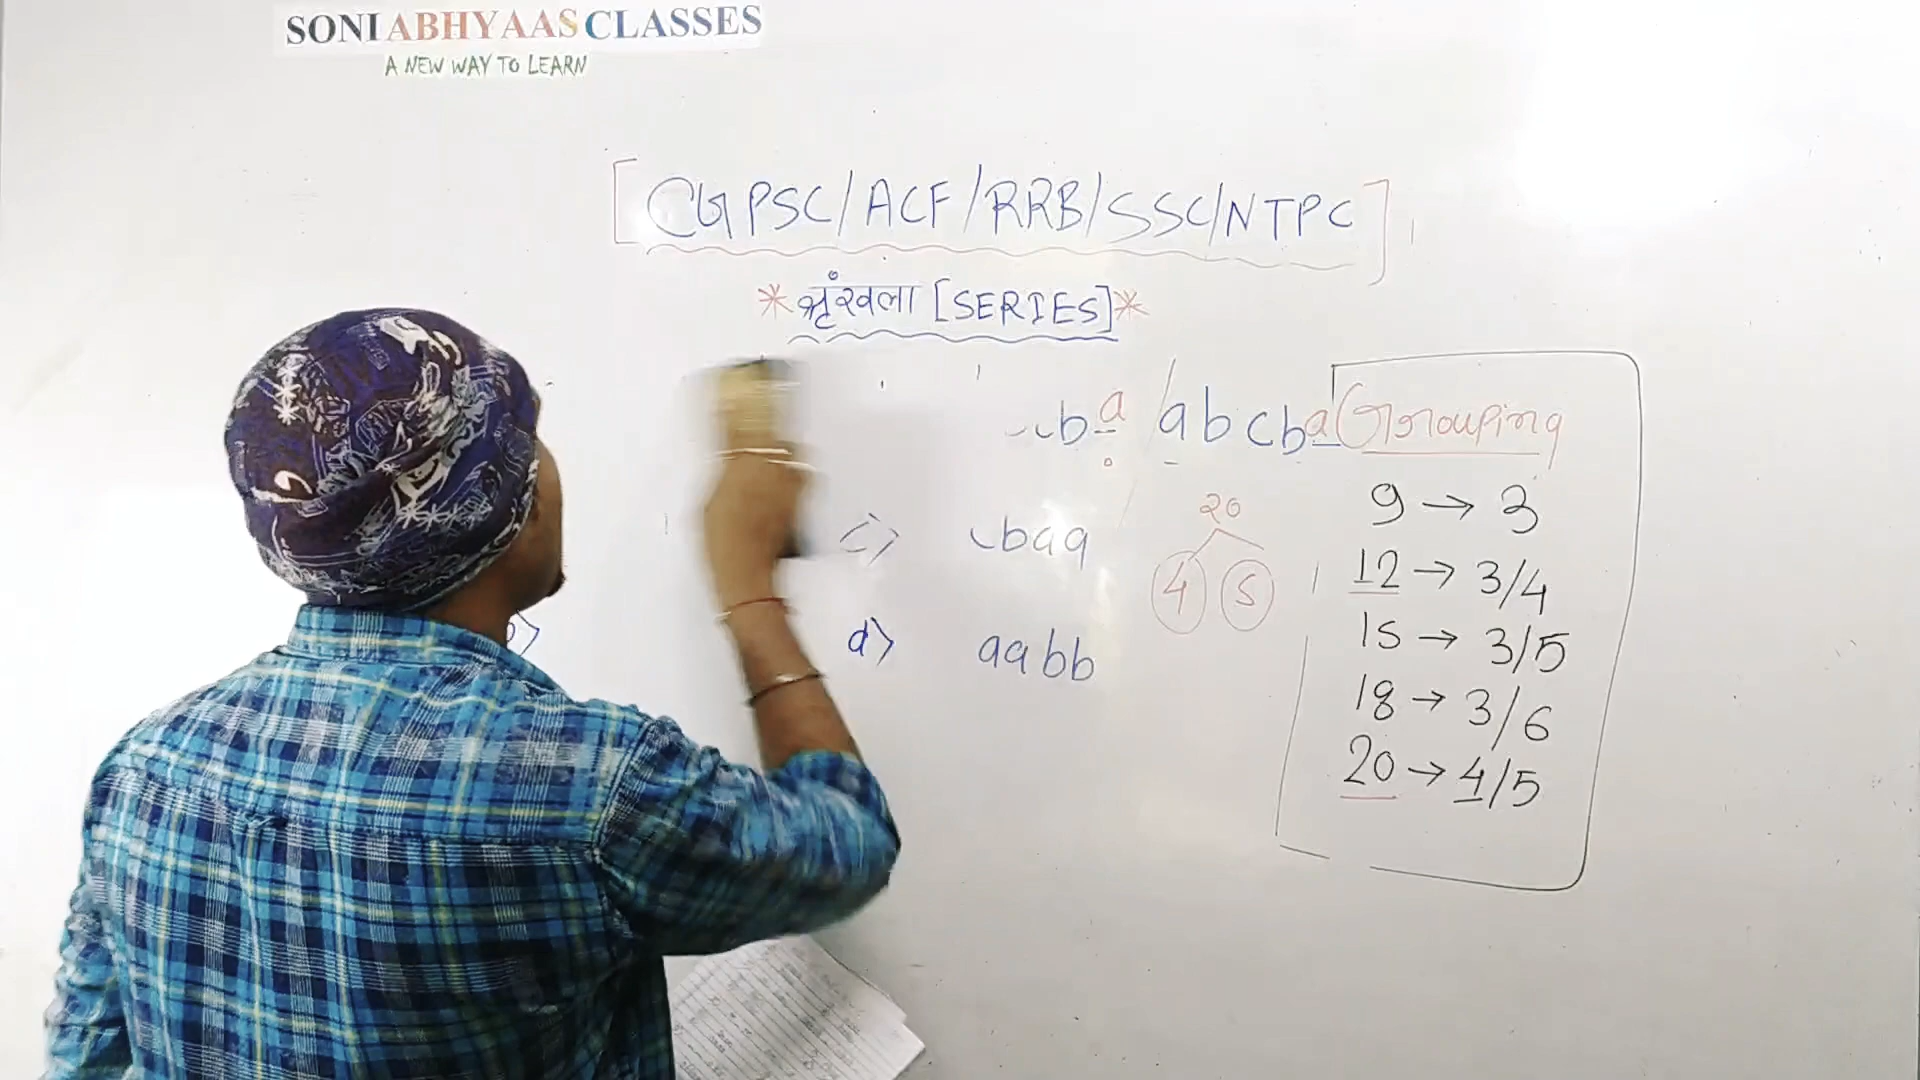 SONI ABHYAAS CLASSES
A NEW WAY TO LEARN
[CGPSC/ACF/RRB/SSC/NTPC]
*श्रृंखला [SERIES]*
b a / a b c b a
Grouping
9 → 3
12 → 3/4
15 → 3/5
18 → 3/6
20 → 4/5
20
4 5
c) cbaa
b)
d) aabb